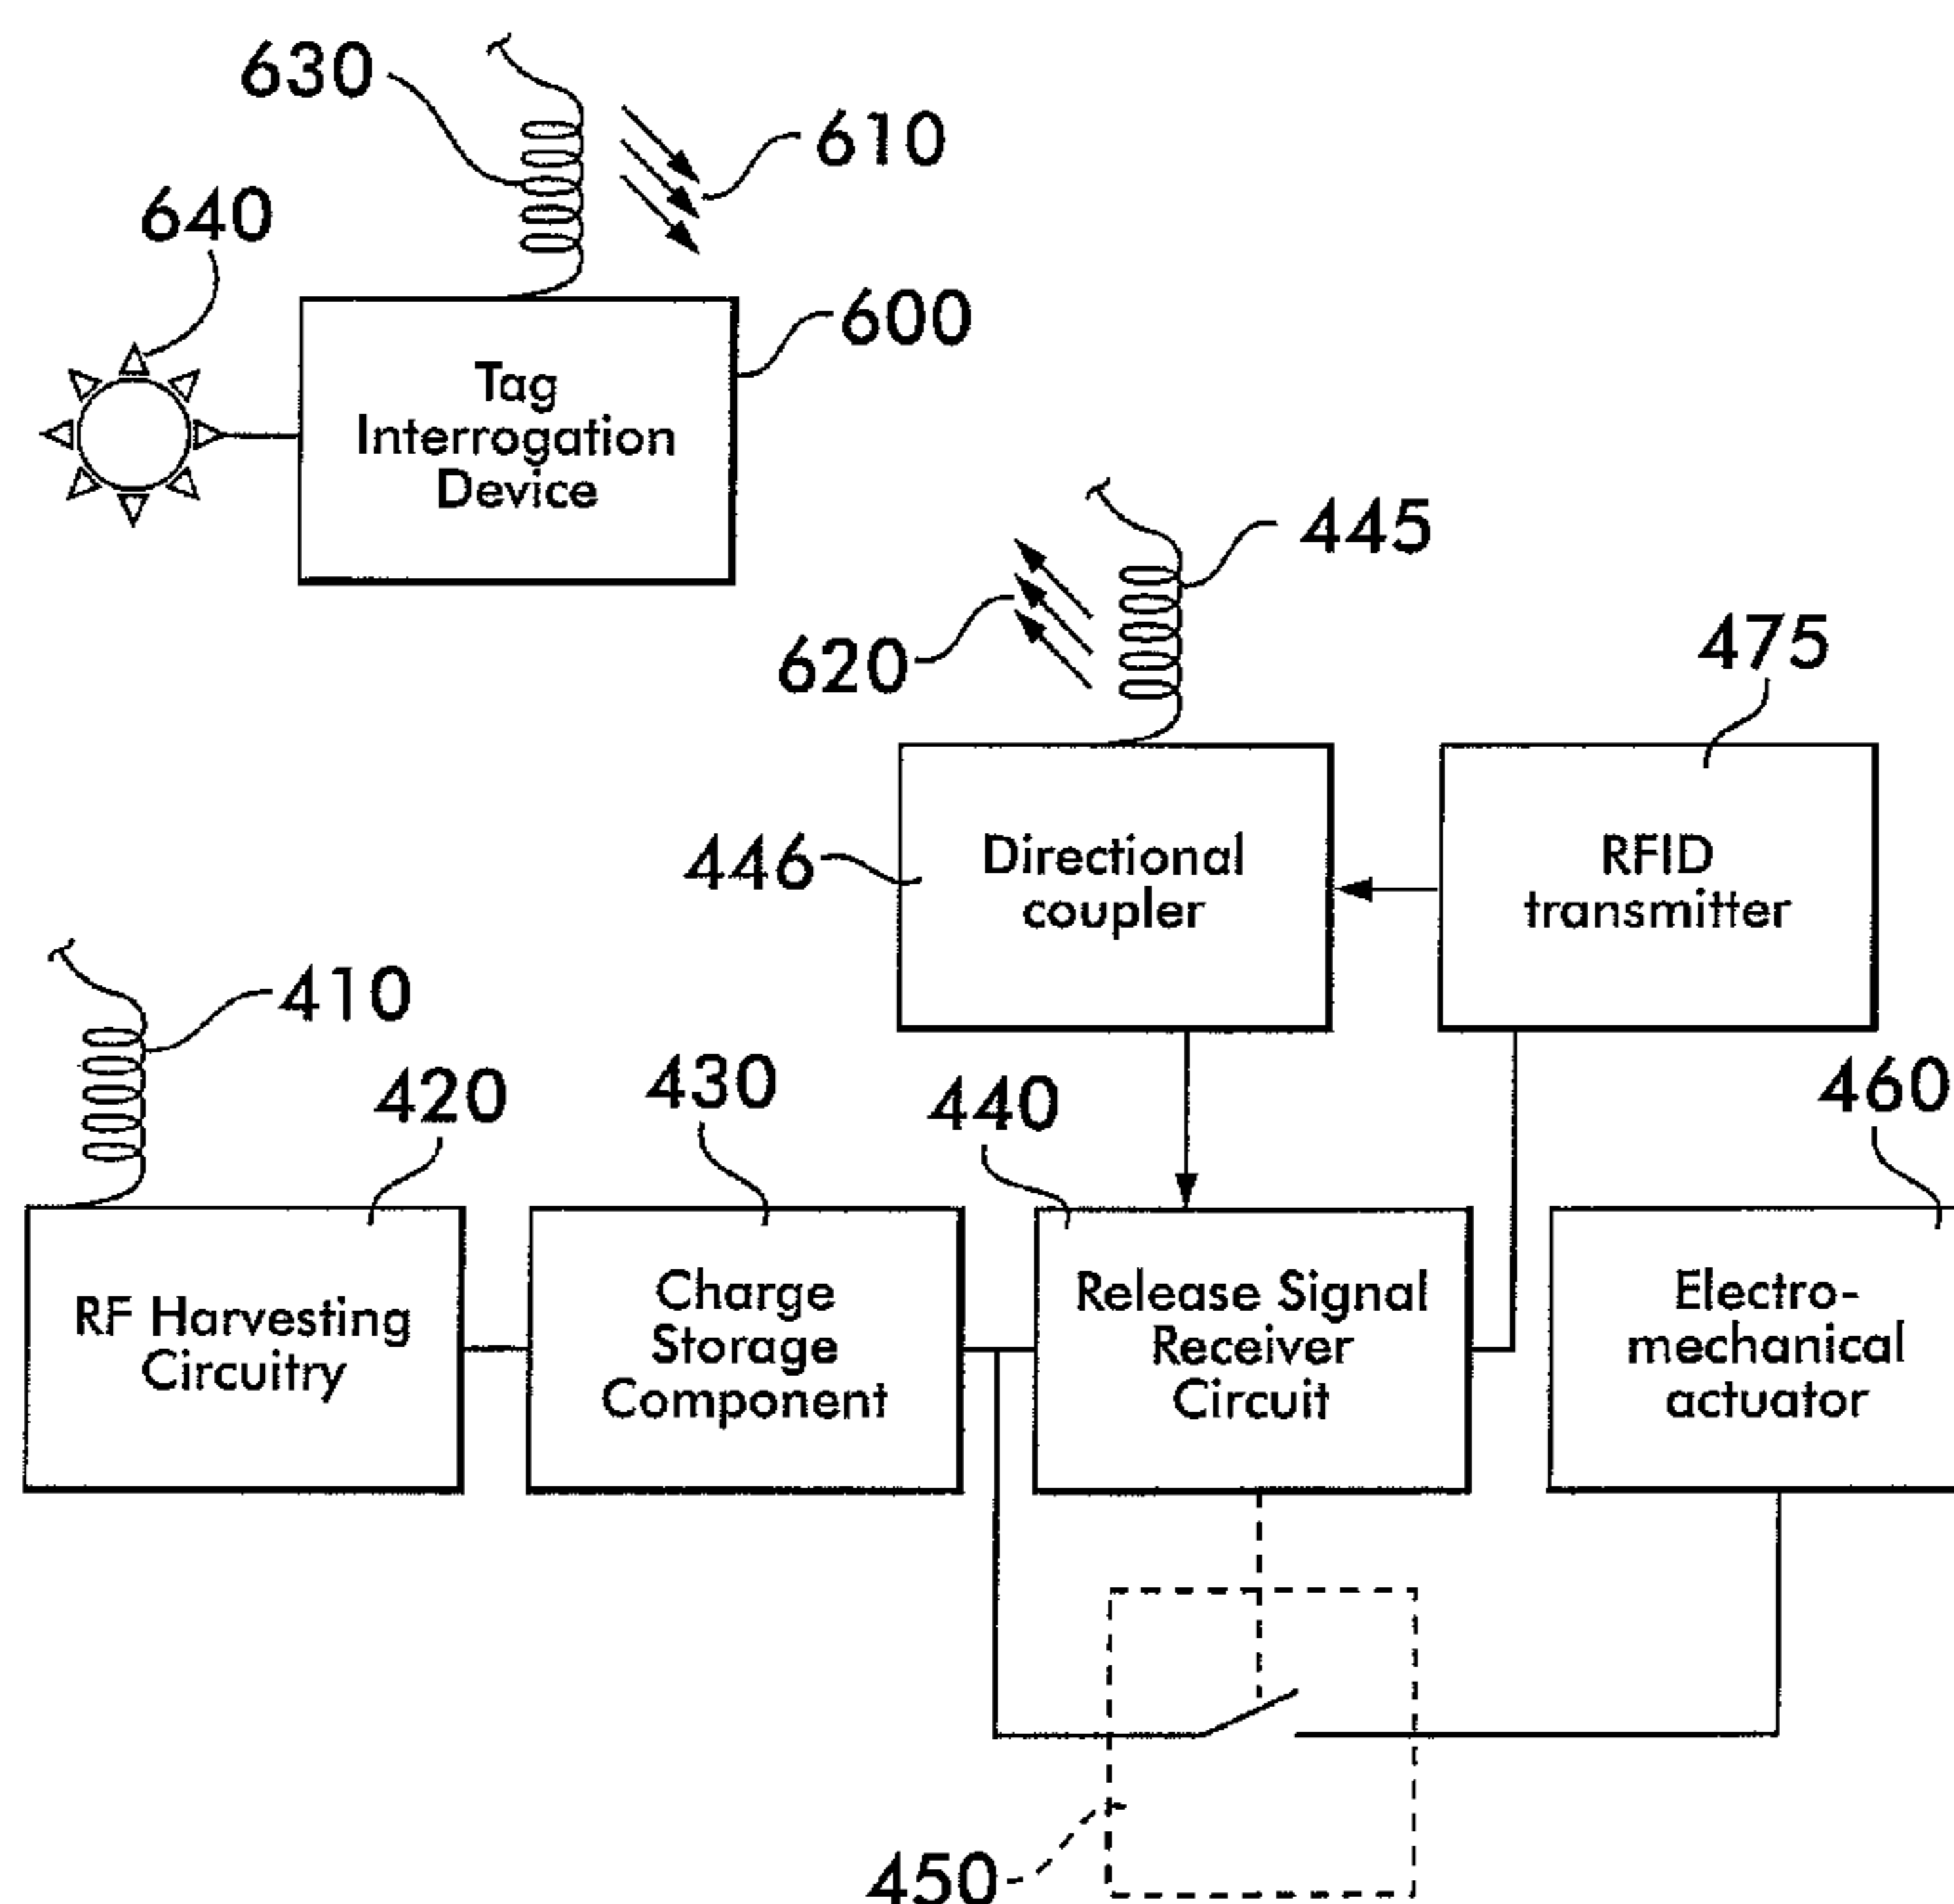 630
610
640
600
Tag
Interrogation
Device
445
620
475
446
Directional
coupler
RFID
transmitter
410
420
430
440
460
RF Harvesting
Circuitry
Charge
Storage
Component
Release Signal
Receiver
Circuit
Electro-
mechanical
actuator
450